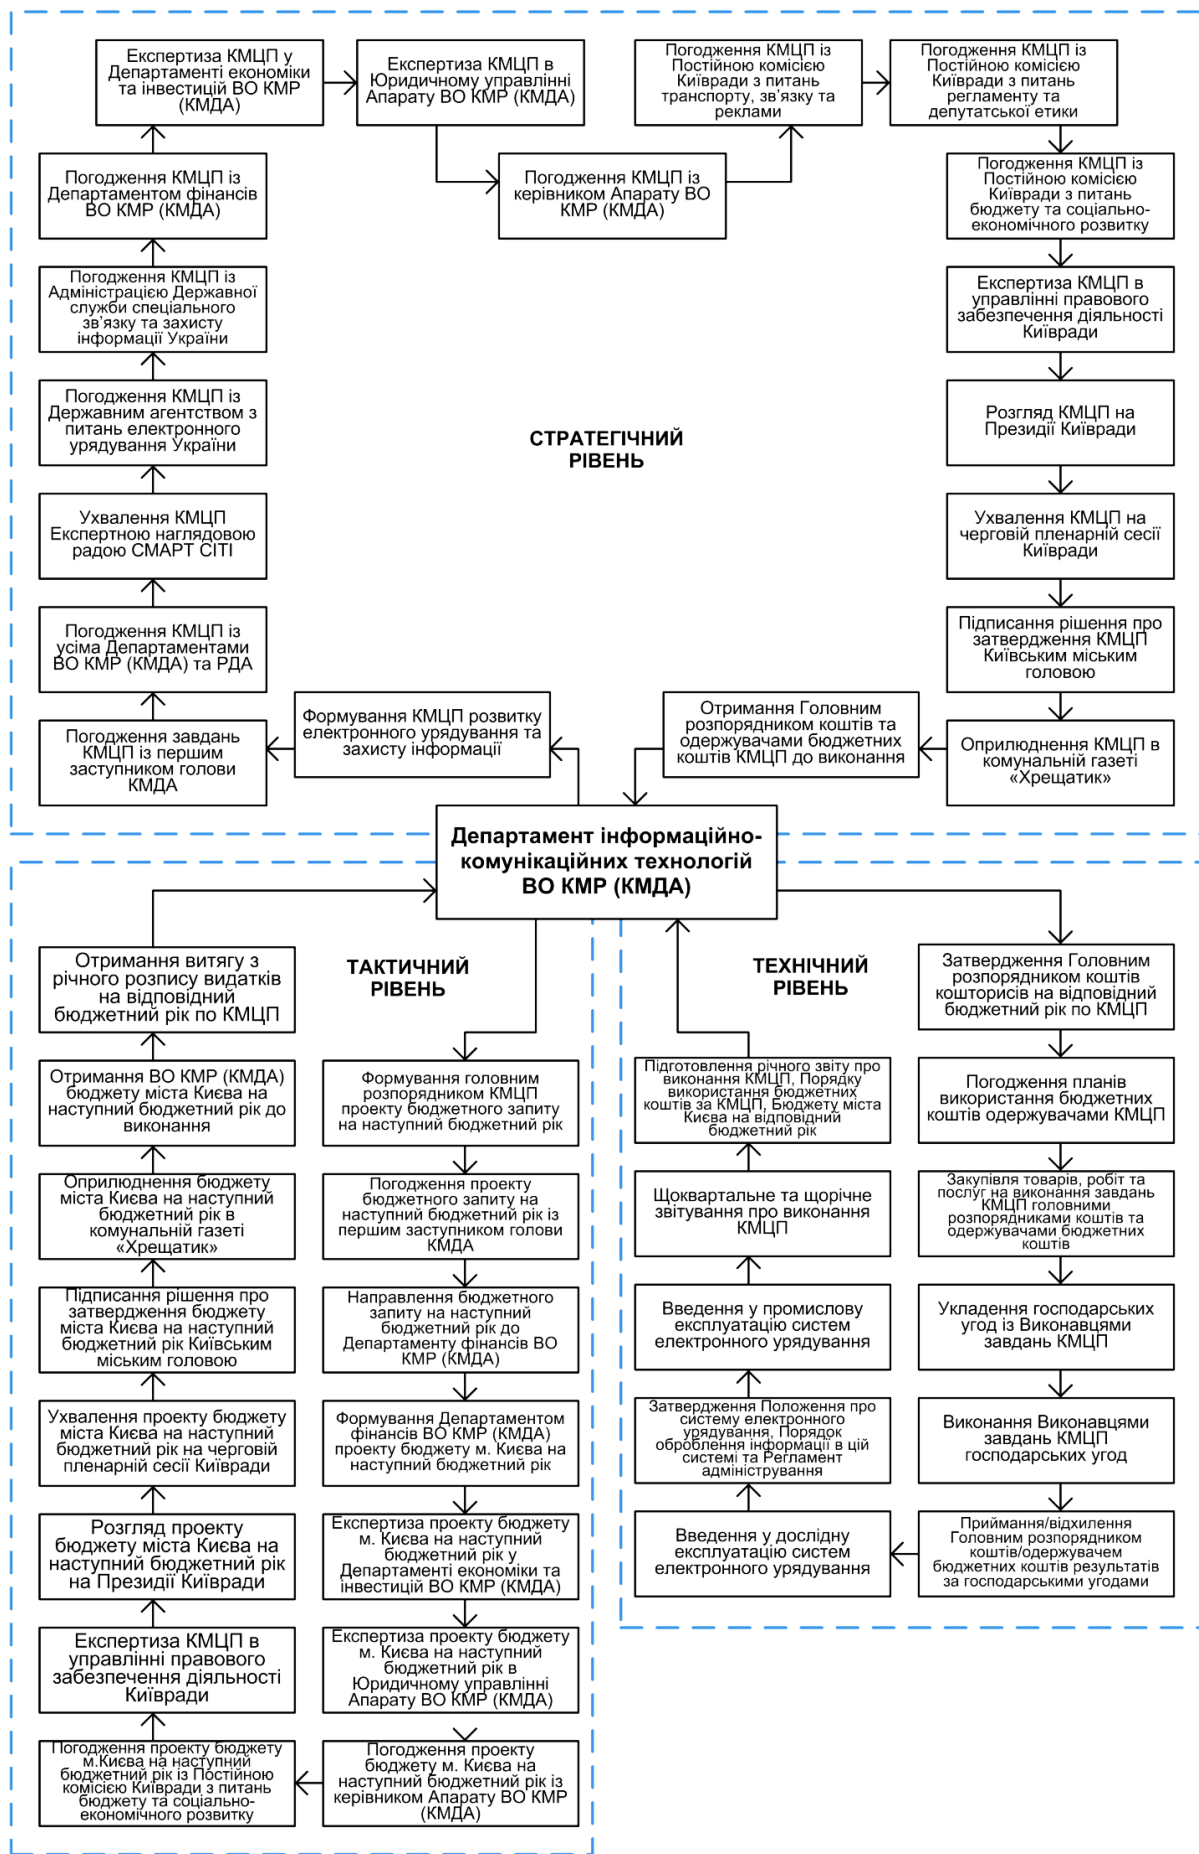 Експертиза КМЦП у
Департаменті економіки
та інвестицій ВО КМР
(КМДА)
Експертиза КМЦП в
Юридичному управлінні
Апарату ВО КМР (КМДА)
Погодження КМЦП із
Постійною комісією
Київради з питань
транспорту, зв’язку та
реклами
Погодження КМЦП із
Постійною комісією
Київради з питань
регламенту та
депутатської етики
Погодження КМЦП із
Департаментом фінансів
ВО КМР (КМДА)
Погодження КМЦП із
керівником Апарату ВО
КМР (КМДА)
Погодження КМЦП із
Постійною комісією
Київради з питань
бюджету та соціально-
економічного розвитку
Погодження КМЦП із
Адміністрацією Державної
служби спеціального
зв’язку та захисту
інформації України
Експертиза КМЦП в
управлінні правового
забезпечення діяльності
Київради
Погодження КМЦП із
Державним агентством з
питань електронного
урядування України
СТРАТЕГІЧНИЙ
РІВЕНЬ
Розгляд КМЦП на
Президії Київради
Ухвалення КМЦП
Експертною наглядовою
радою СМАРТ СІТІ
Ухвалення КМЦП на
черговій пленарній сесії
Київради
Погодження КМЦП із
усіма Департаментами
ВО КМР (КМДА) та РДА
Підписання рішення про
затвердження КМЦП
Київським міським
головою
Погодження завдань
КМЦП із першим
заступником голови
КМДА
Формування КМЦП розвитку
електронного урядування та
захисту інформації
Отримання Головним
розпорядником коштів та
одержувачами бюджетних
коштів КМЦП до виконання
Оприлюднення КМЦП в
комунальній газеті
«Хрещатик»
Департамент інформаційно-
комунікаційних технологій
ВО КМР (КМДА)
ТАКТИЧНИЙ
РІВЕНЬ
Отримання витягу з
річного розпису видатків
на відповідний
бюджетний рік по КМЦП
Отримання ВО КМР (КМДА)
бюджету міста Києва на
наступний бюджетний рік до
виконання
Оприлюднення бюджету
міста Києва на наступний
бюджетний рік в
комунальній газеті
«Хрещатик»
Підписання рішення про
затвердження бюджету
міста Києва на наступний
бюджетний рік Київським
міським головою
Ухвалення проекту бюджету
міста Києва на наступний
бюджетний рік на черговій
пленарній сесії Київради
Розгляд проекту
бюджету міста Києва на
наступний бюджетний рік
на Президії Київради
Експертиза КМЦП в
управлінні правового
забезпечення діяльності
Київради
Погодження проекту бюджету
м.Києва на наступний
бюджетний рік із Постійною
комісією Київради з питань
бюджету та соціально-
економічного розвитку
Формування головним
розпорядником КМЦП
проекту бюджетного запиту
на наступний бюджетний рік
Погодження проекту
бюджетного запиту на
наступний бюджетний рік із
першим заступником голови
КМДА
Направлення бюджетного
запиту на наступний
бюджетний рік до
Департаменту фінансів ВО
КМР (КМДА)
Формування Департаментом
фінансів ВО КМР (КМДА)
проекту бюджету м. Києва на
наступний бюджетний рік
Експертиза проекту бюджету
м. Києва на наступний
бюджетний рік у
Департаменті економіки та
інвестицій ВО КМР (КМДА)
Експертиза проекту бюджету
м. Києва на наступний
бюджетний рік в
Юридичному управлінні
Апарату ВО КМР (КМДА)
Погодження проекту
бюджету м. Києва на
наступний бюджетний рік із
керівником Апарату ВО КМР
(КМДА)
ТЕХНІЧНИЙ
РІВЕНЬ
Підготовлення річного звіту про
виконання КМЦП, Порядку
використання бюджетних
коштів за КМЦП, Бюджету міста
Києва на відповідний
бюджетний рік
Щоквартальне та щорічне
звітування про виконання
КМЦП
Введення у промислову
експлуатацію систем
електронного урядування
Затвердження Положення про
систему електронного
урядування, Порядок
оброблення інформації в цій
системі та Регламент
адміністрування
Введення у дослідну
експлуатацію систем
електронного урядування
Затвердження Головним
розпорядником коштів
кошторисів на відповідний
бюджетний рік по КМЦП
Погодження планів
використання бюджетних
коштів одержувачами КМЦП
Закупівля товарів, робіт та
послуг на виконання завдань
КМЦП головними
розпорядниками коштів та
одержувачами бюджетних
коштів
Укладення господарських
угод із Виконавцями
завдань КМЦП
Виконання Виконавцями
завдань КМЦП
господарських угод
Приймання/відхилення
Головним розпорядником
коштів/одержувачем
бюджетних коштів результатів
за господарськими угодами